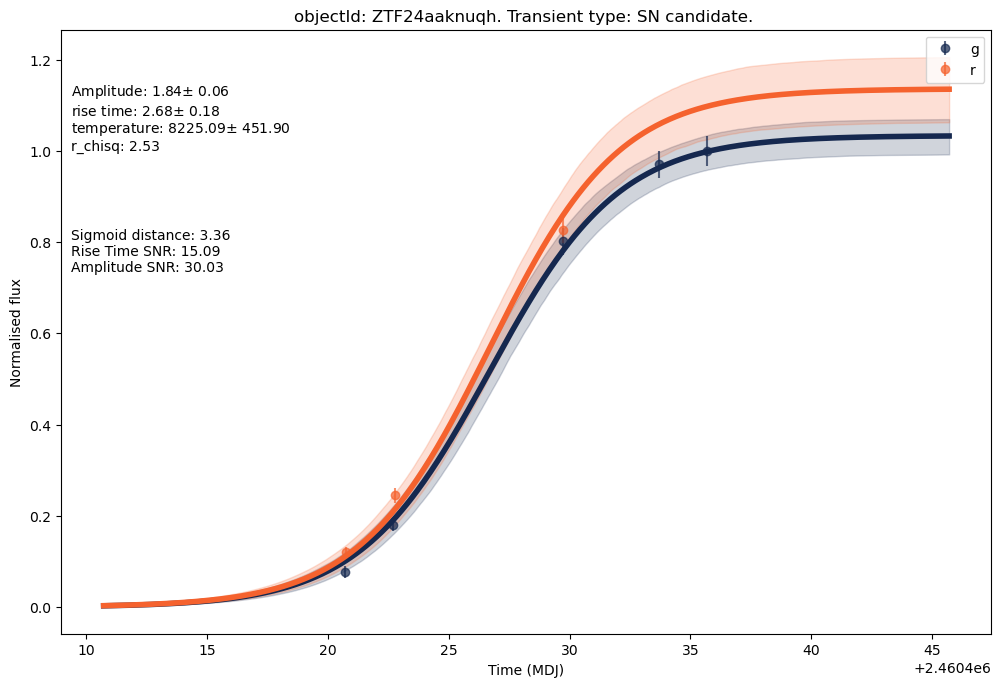 objectId: ZTF24aaknuqh. Transient type: SN candidate.
g
r
Amplitude: 1.84± 0.06
rise time: 2.68± 0.18
temperature: 8225.09± 451.90
r_chisq: 2.53
Sigmoid distance: 3.36
Rise Time SNR: 15.09
Amplitude SNR: 30.03
Normalised flux
1.2
1.0
0.8
0.6
0.4
0.2
0.0
10 15 20 25 30 35 40 45
Time (MDJ)
+2.4604e6